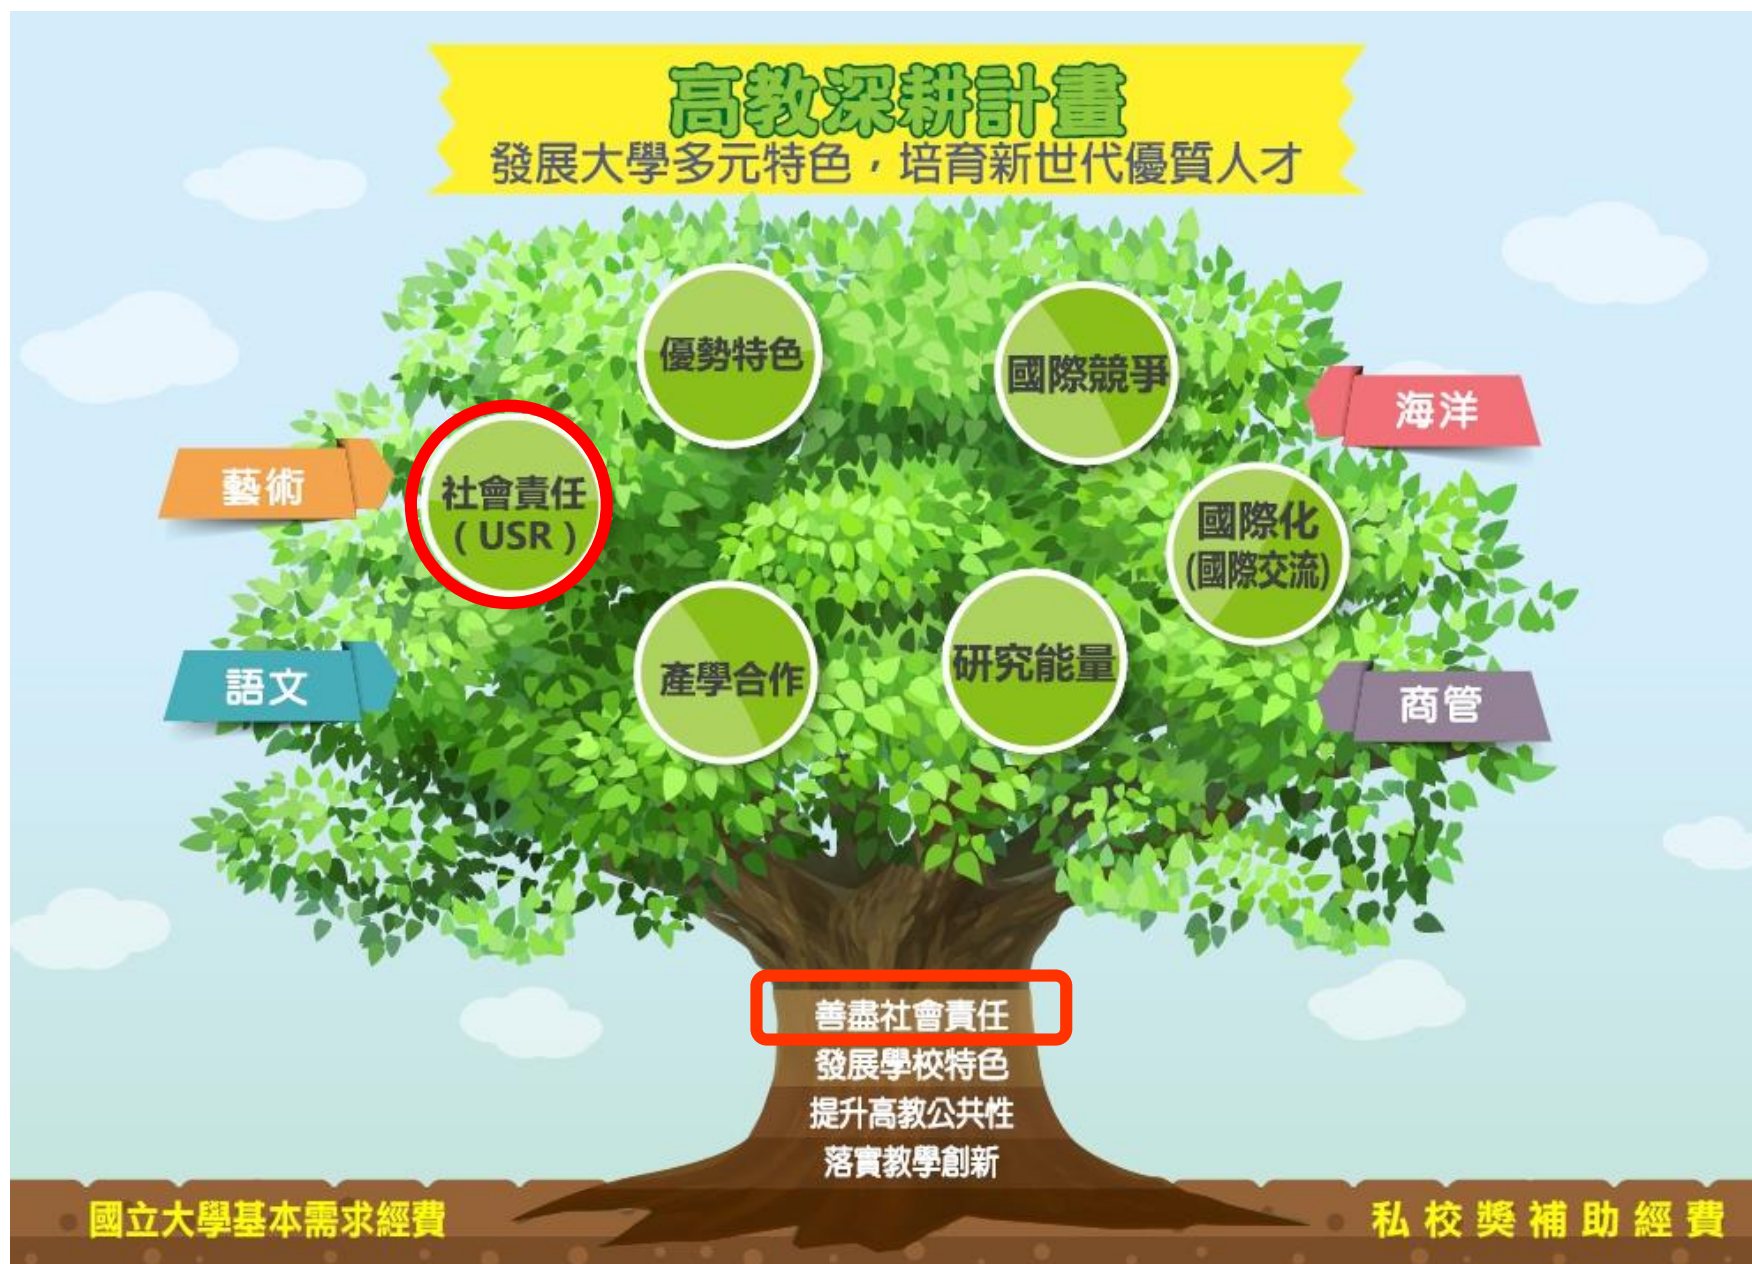 高教深耕計畫
發展大學多元特色，培育新世代優質人才
優勢特色
國際競爭
海洋
藝術
社會責任
（USR）
國際化
(國際交流)
語文
產學合作
研究能量
商管
善盡社會責任
發展學校特色
提升高教公共性
落實教學創新
國立大學基本需求經費
私校獎補助經費